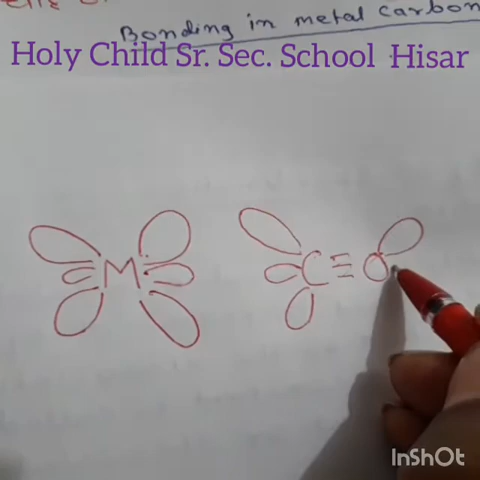 Bonding in metal carbon
Holy Child Sr. Sec. School Hisar
M C ≡ O
InShOt